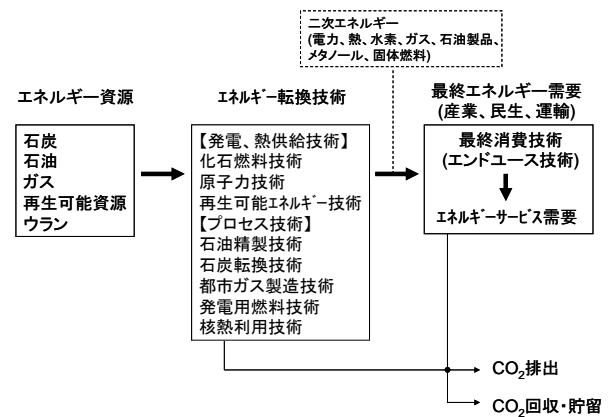 二次エネルギー
(電力、熱、水素、ガス、石油製品、
メタノール、固体燃料)
エネルギー資源
石炭
石油
ガス
再生可能資源
ウラン
エネルギー転換技術
【発電、熱供給技術】
化石燃料技術
原子力技術
再生可能エネルギー技術
【プロセス技術】
石油精製技術
石炭転換技術
都市ガス製造技術
発電用燃料技術
核熱利用技術
最終エネルギー需要
(産業、民生、運輸)
最終消費技術
(エンドユース技術)
エネルギーサービス需要
CO₂排出
CO₂回収・貯留